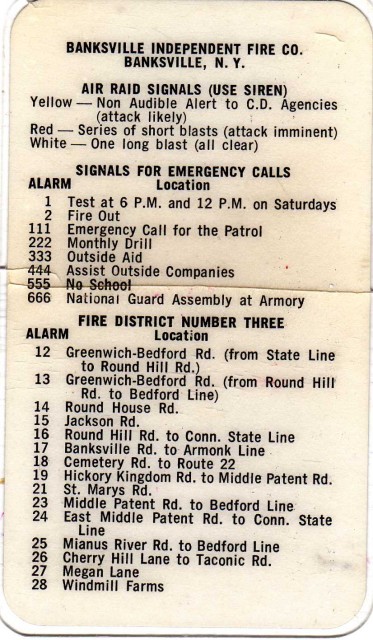 BANKSVILLE INDEPENDENT FIRE CO.
BANKSVILLE, N. Y.
AIR RAID SIGNALS (USE SIREN)
Yellow — Non Audible Alert to C.D. Agencies
(attack likely)
Red — Series of short blasts (attack imminent)
White — One long blast (all clear)
SIGNALS FOR EMERGENCY CALLS
ALARM Location
1 Test at 6 P.M. and 12 P.M. on Saturdays
2 Fire Out
111 Emergency Call for the Patrol
222 Monthly Drill
333 Outside Aid
444 Assist Outside Companies
555 No School
666 National Guard Assembly at Armory
FIRE DISTRICT NUMBER THREE
ALARM Location
12 Greenwich-Bedford Rd. (from State Line
to Round Hill Rd.)
13 Greenwich-Bedford Rd. (from Round Hill
Rd. to Bedford Line)
14 Round House Rd.
15 Jackson Rd.
16 Round Hill Rd. to Conn. State Line
17 Banksville Rd. to Armonk Line
18 Cemetery Rd. to Route 22
19 Hickory Kingdom Rd. to Middle Patent Rd.
21 St. Marys Rd.
23 Middle Patent Rd. to Bedford Line
24 East Middle Patent Rd. to Conn. State
Line
25 Mianus River Rd. to Bedford Line
26 Cherry Hill Lane to Taconic Rd.
27 Megan Lane
28 Windmill Farms